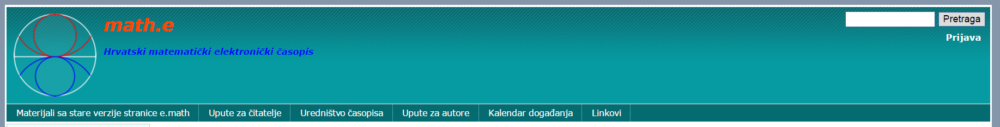 math.e
Pretraga
Prijava
Hrvatski matematički elektronički časopis
Materijali sa stare verzije stranice e.math Upute za čitatelje Uredništvo časopisa Upute za autore Kalendar događanja Linkovi